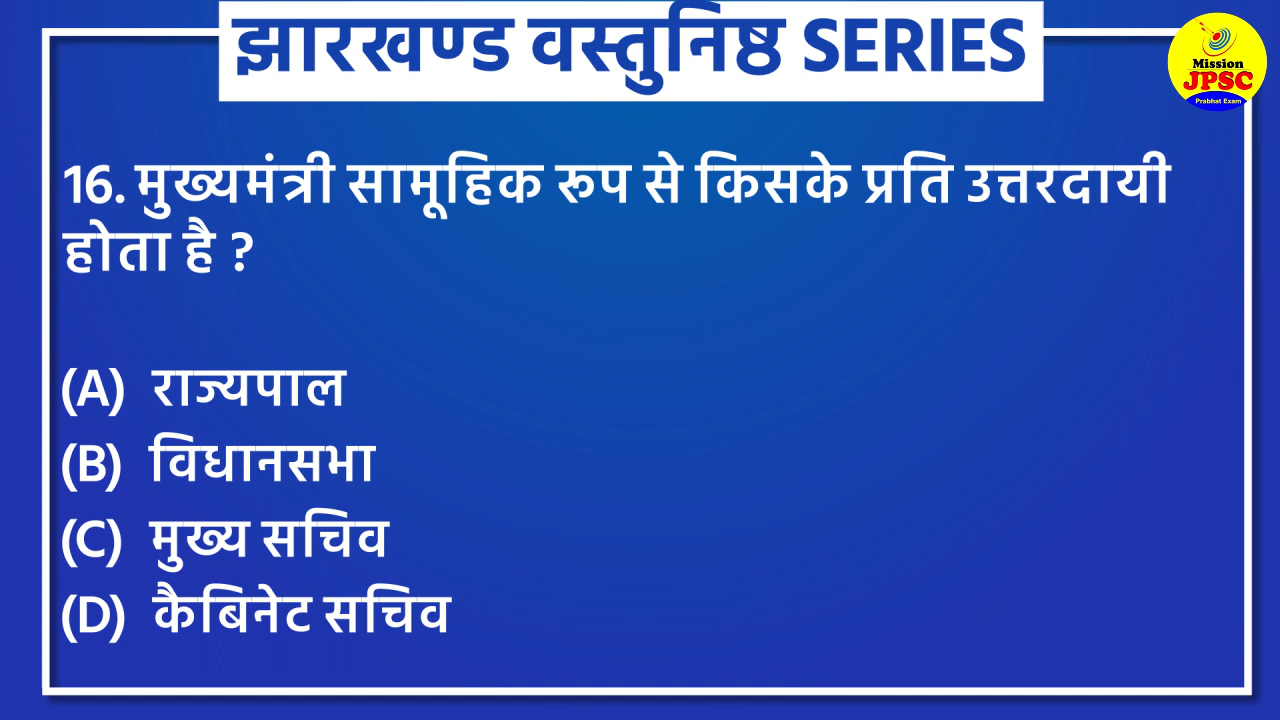 झारखण्ड वस्तुनिष्ठ SERIES
Mission
JPSC
Prabhat Exam
16. मुख्यमंत्री सामूहिक रूप से किसके प्रति उत्तरदायी
होता है ?
(A) राज्यपाल
(B) विधानसभा
(C) मुख्य सचिव
(D) कैबिनेट सचिव